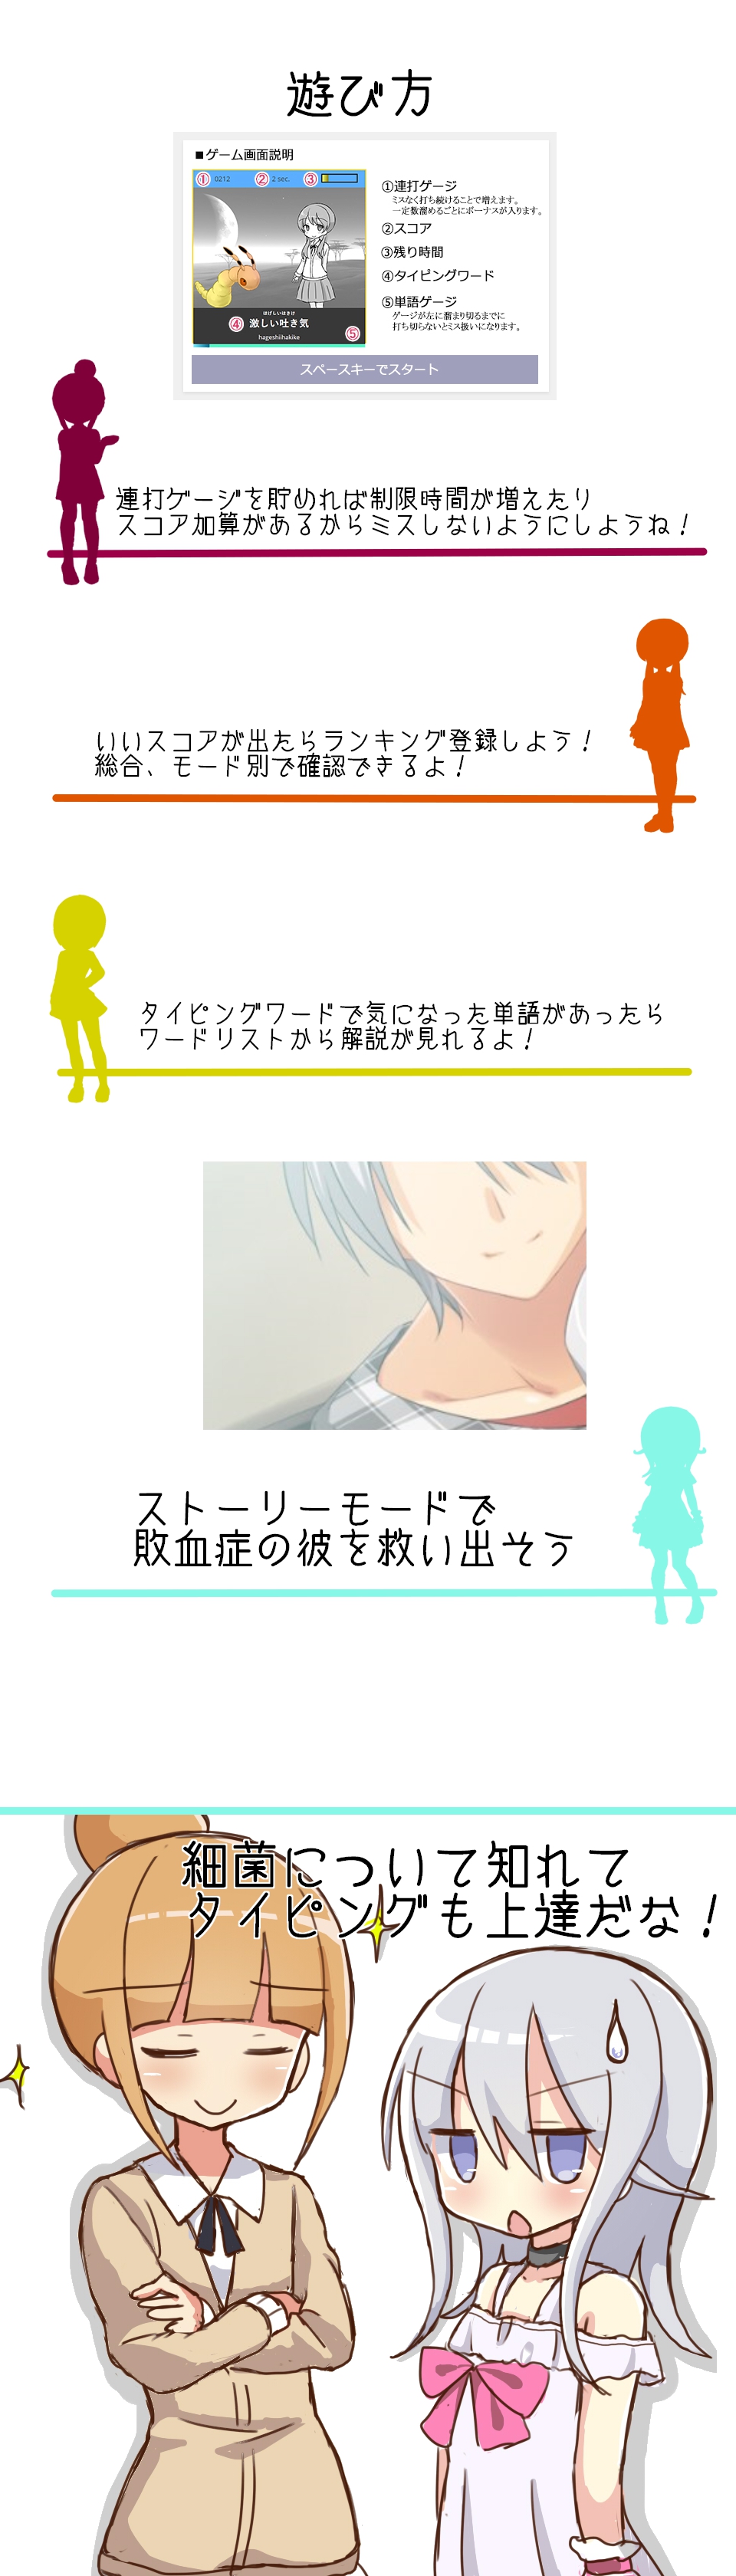 遊び方
■ゲーム画面説明
① 0212 ② 2 sec. ③
①連打ゲージ
ミスなく打ち続けることで増えます。
一定数溜めるごとにボーナスが入ります。
②スコア
③残り時間
④タイピングワード
⑤単語ゲージ
ゲージが左に溜まり切るまでに
打ち切らないとミス扱いになります。
はげしいはきけ
④ 激しい吐き気
⑤
hageshiihakike
スペースキーでスタート
連打ゲージを貯めれば制限時間が増えたり
スコア加算があるからミスしないようにしようね！
いいスコアが出たらランキング登録しよう！
総合、モード別で確認できるよ！
タイピングワードで気になった単語があったら
ワードリストから解説が見れるよ！
ストーリーモードで
敗血症の彼を救い出そう
細菌について知れて
タイピングも上達だな！